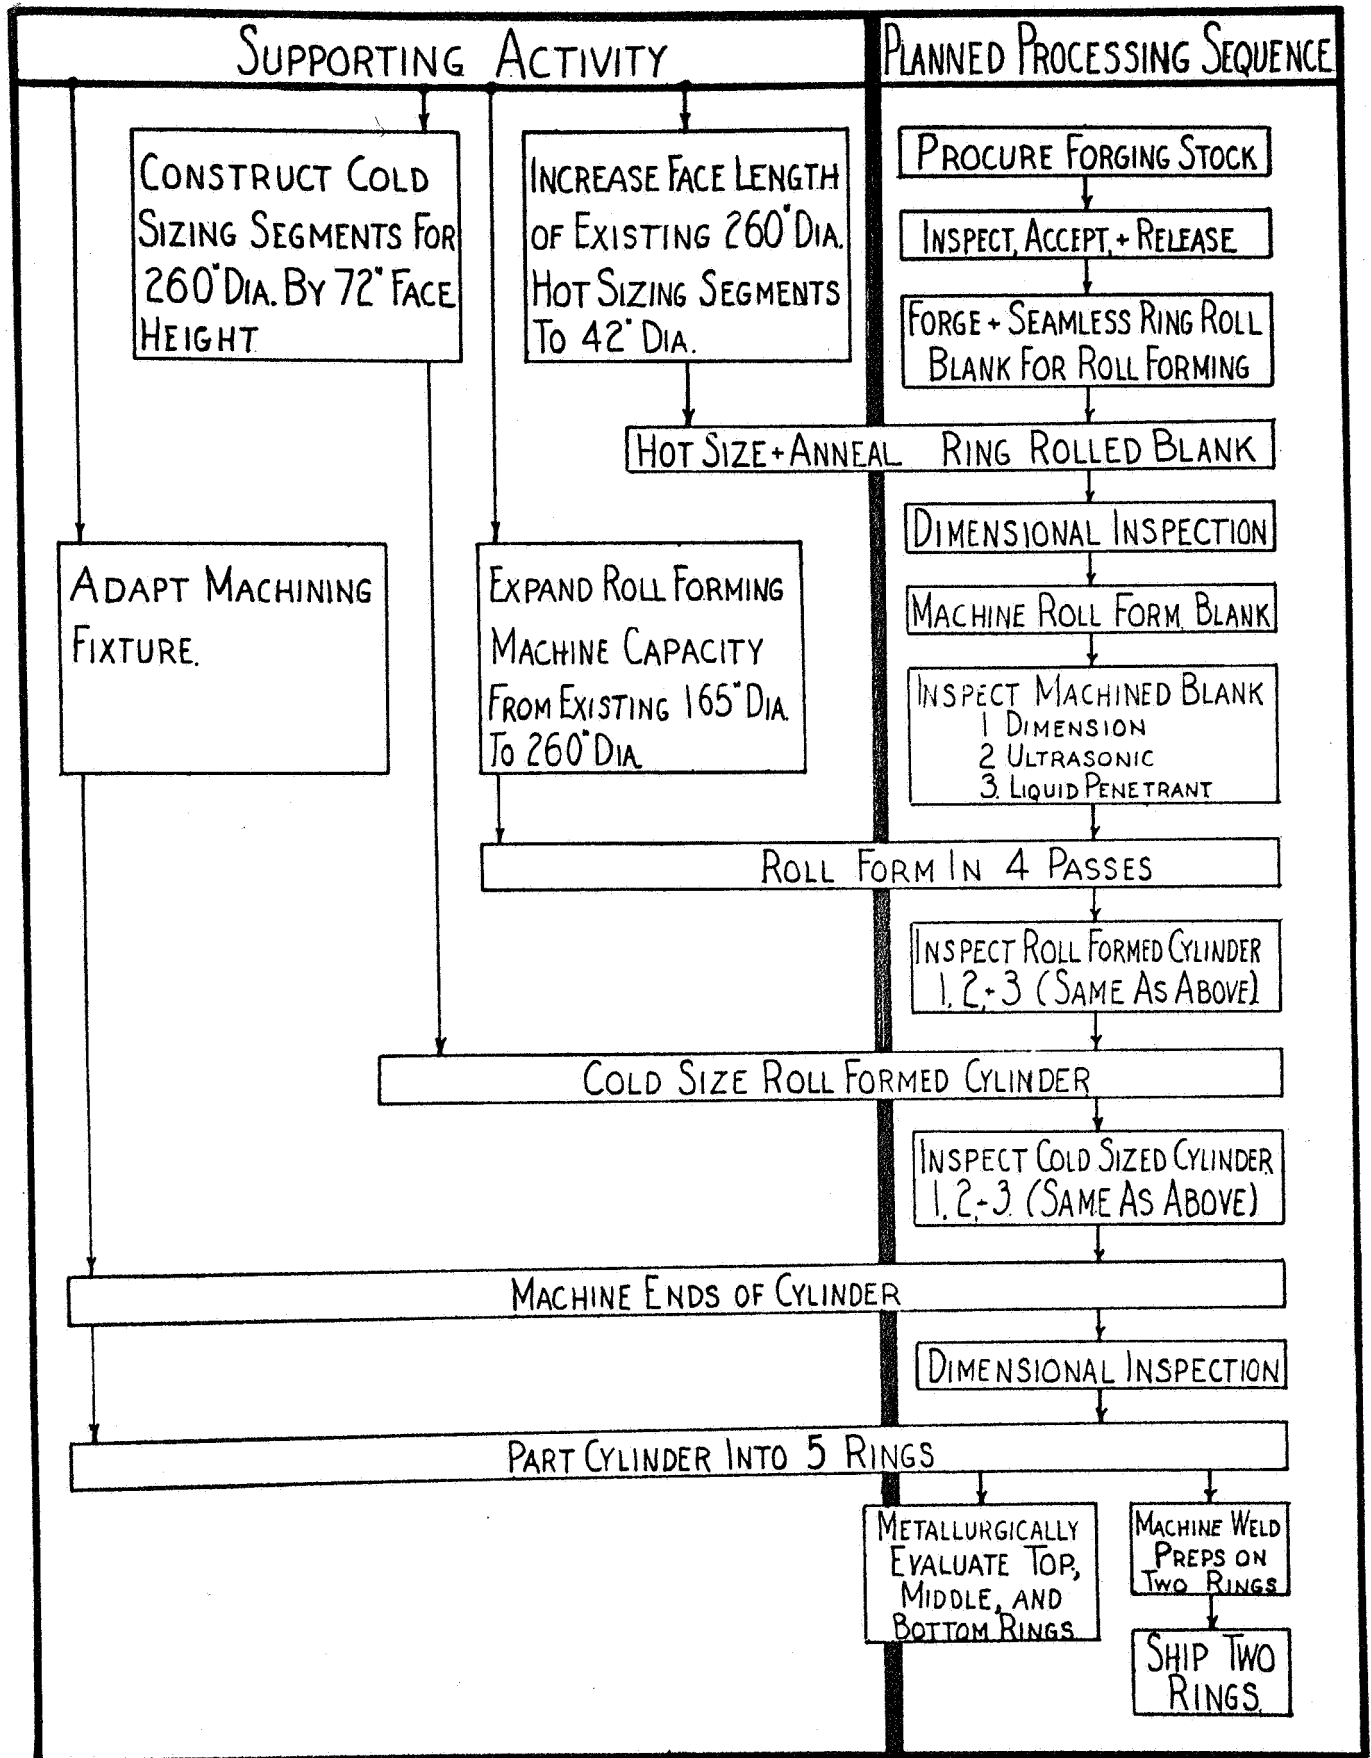 SUPPORTING ACTIVITY
PLANNED PROCESSING SEQUENCE
CONSTRUCT COLD
SIZING SEGMENTS FOR
260" DIA. BY 72" FACE
HEIGHT
INCREASE FACE LENGTH
OF EXISTING 260" DIA.
HOT SIZING SEGMENTS
TO 42" DIA.
PROCURE FORGING STOCK
INSPECT, ACCEPT, + RELEASE
FORGE + SEAMLESS RING ROLL
BLANK FOR ROLL FORMING
HOT SIZE + ANNEAL RING ROLLED BLANK
DIMENSIONAL INSPECTION
ADAPT MACHINING
FIXTURE.
EXPAND ROLL FORMING
MACHINE CAPACITY
FROM EXISTING 165" DIA.
TO 260" DIA
MACHINE ROLL FORM BLANK
INSPECT MACHINED BLANK
1 DIMENSION
2 ULTRASONIC
3. LIQUID PENETRANT
ROLL FORM IN 4 PASSES
INSPECT ROLL FORMED CYLINDER
1, 2, + 3 (SAME AS ABOVE)
COLD SIZE ROLL FORMED CYLINDER
INSPECT COLD SIZED CYLINDER
1, 2, + 3. (SAME AS ABOVE)
MACHINE ENDS OF CYLINDER
DIMENSIONAL INSPECTION
PART CYLINDER INTO 5 RINGS
METALLURGICALLY
EVALUATE TOP,
MIDDLE, AND
BOTTOM RINGS
MACHINE WELD
PREPS ON
TWO RINGS
SHIP TWO
RINGS.